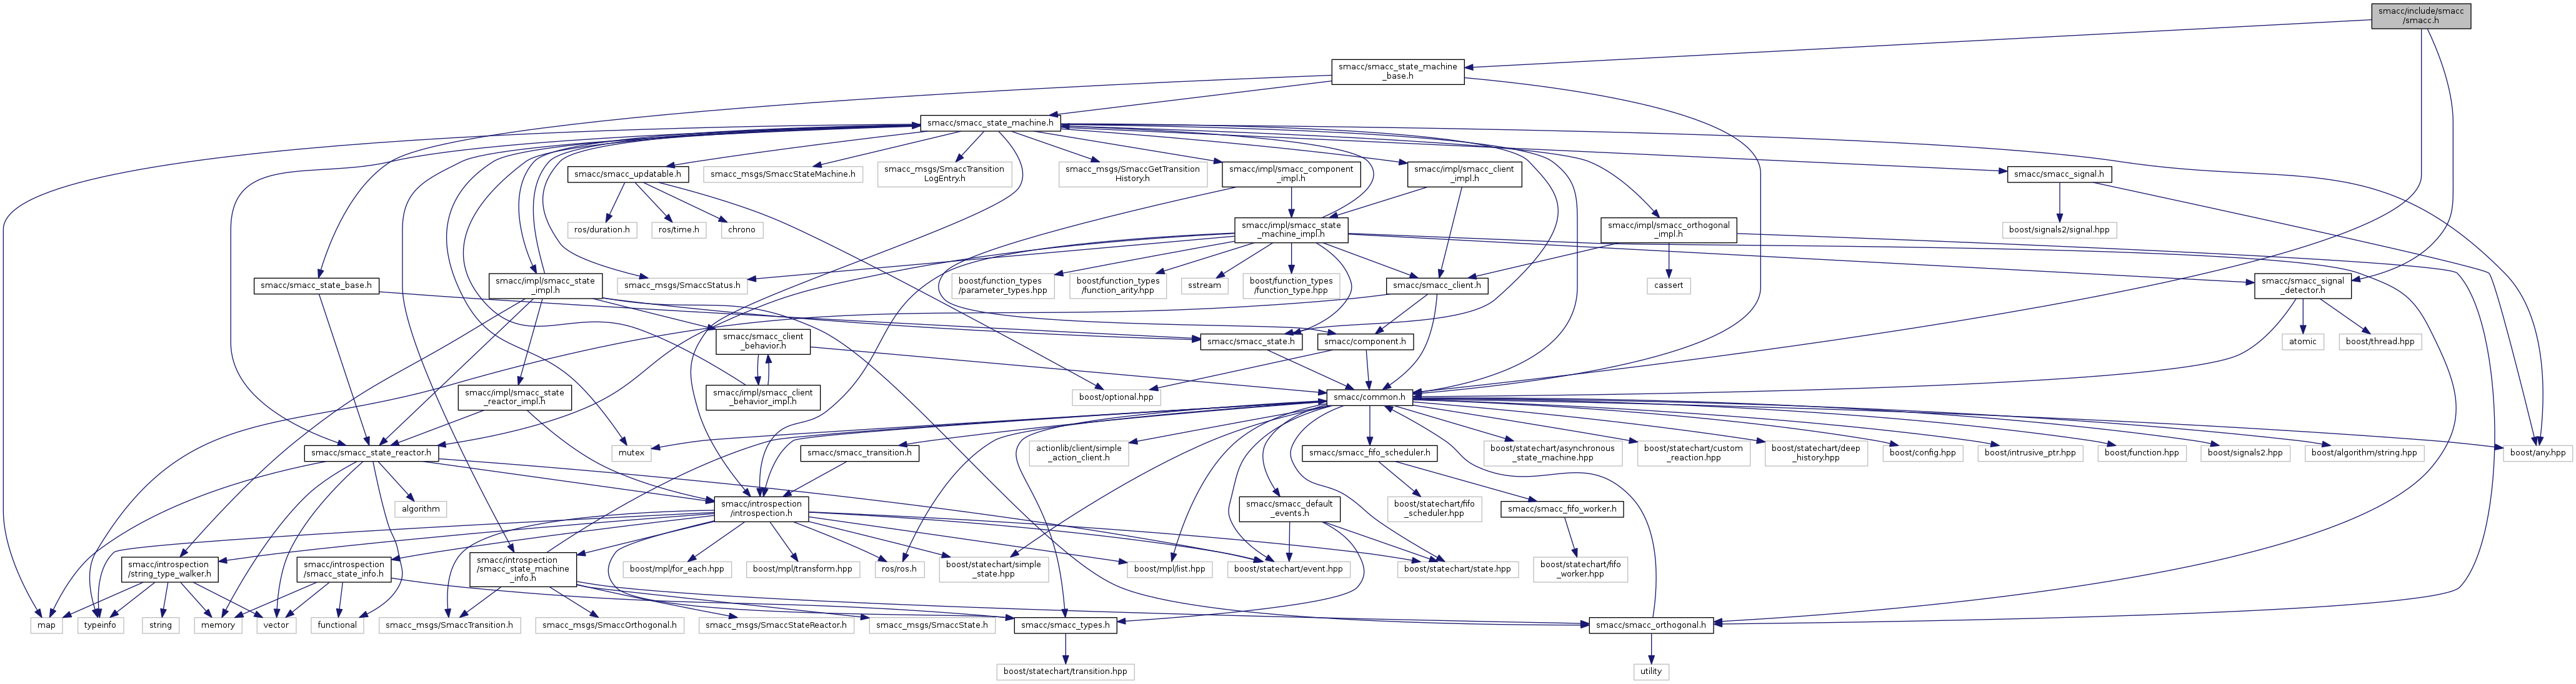 smacc/include/smacc
/smacc.h
smacc/smacc_state_machine
_base.h
smacc/smacc_state_machine.h
smacc/smacc_updatable.h
smacc_msgs/SmaccStateMachine.h
smacc_msgs/SmaccTransition
LogEntry.h
smacc_msgs/SmaccGetTransition
History.h
smacc/impl/smacc_component
_impl.h
smacc/impl/smacc_client
_impl.h
smacc/smacc_signal.h
ros/duration.h
ros/time.h
chrono
smacc/impl/smacc_state
_machine_impl.h
smacc/impl/smacc_orthogonal
_impl.h
boost/signals2/signal.hpp
smacc/smacc_state_base.h
smacc/impl/smacc_state
_impl.h
smacc_msgs/SmaccStatus.h
boost/function_types
/parameter_types.hpp
boost/function_types
/function_arity.hpp
sstream
boost/function_types
/function_type.hpp
smacc/smacc_client.h
cassert
smacc/smacc_signal
_detector.h
smacc/smacc_client
_behavior.h
smacc/smacc_state.h
smacc/component.h
atomic
boost/thread.hpp
smacc/impl/smacc_state
_reactor_impl.h
smacc/impl/smacc_client
_behavior_impl.h
boost/optional.hpp
smacc/common.h
smacc/smacc_state_reactor.h
mutex
smacc/smacc_transition.h
actionlib/client/simple
_action_client.h
smacc/smacc_fifo_scheduler.h
boost/statechart/asynchronous
_state_machine.hpp
boost/statechart/custom
_reaction.hpp
boost/statechart/deep
_history.hpp
boost/config.hpp
boost/intrusive_ptr.hpp
boost/function.hpp
boost/signals2.hpp
boost/algorithm/string.hpp
boost/any.hpp
algorithm
smacc/introspection
/introspection.h
smacc/smacc_default
_events.h
boost/statechart/fifo
_scheduler.hpp
smacc/smacc_fifo_worker.h
smacc/introspection
/string_type_walker.h
smacc/introspection
/smacc_state_info.h
smacc/introspection
/smacc_state_machine
_info.h
boost/mpl/for_each.hpp
boost/mpl/transform.hpp
ros/ros.h
boost/statechart/simple
_state.hpp
boost/mpl/list.hpp
boost/statechart/event.hpp
boost/statechart/state.hpp
boost/statechart/fifo
_worker.hpp
map
typeinfo
string
memory
vector
functional
smacc_msgs/SmaccTransition.h
smacc_msgs/SmaccOrthogonal.h
smacc_msgs/SmaccStateReactor.h
smacc_msgs/SmaccState.h
smacc/smacc_types.h
smacc/smacc_orthogonal.h
boost/statechart/transition.hpp
utility